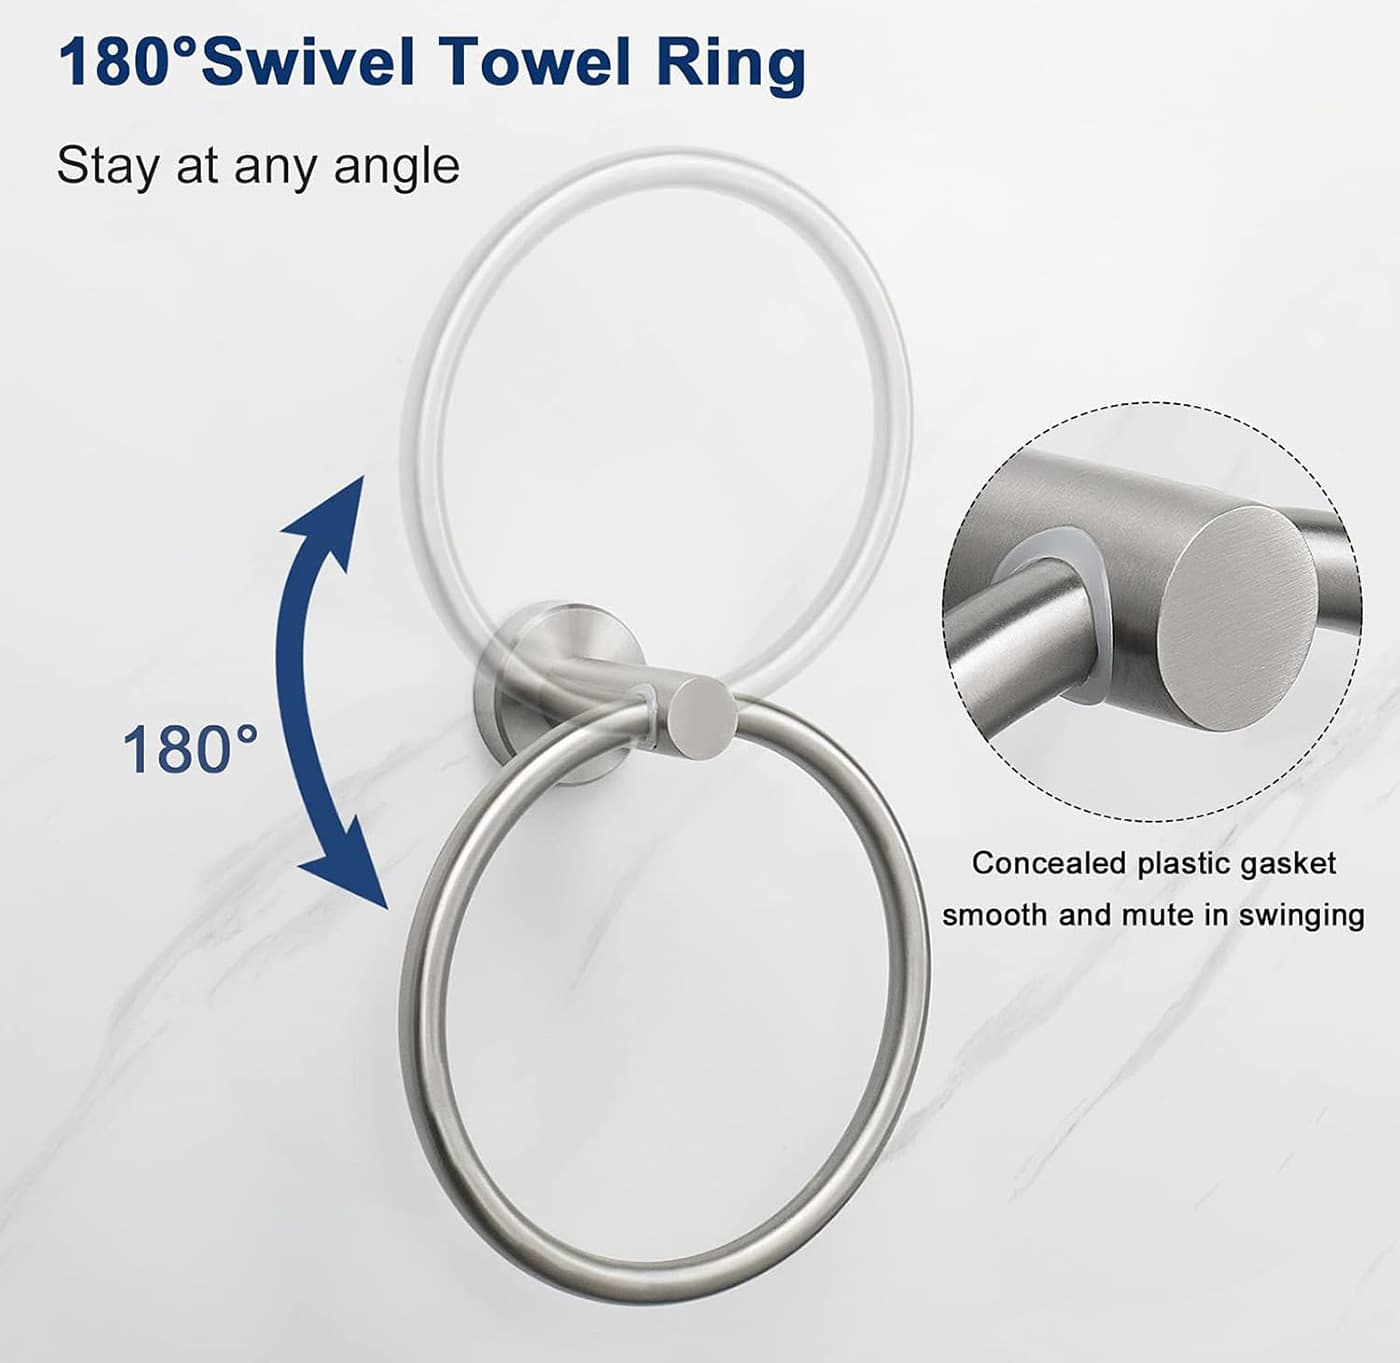 180°Swivel Towel Ring
Stay at any angle
180°
Concealed plastic gasket
smooth and mute in swinging